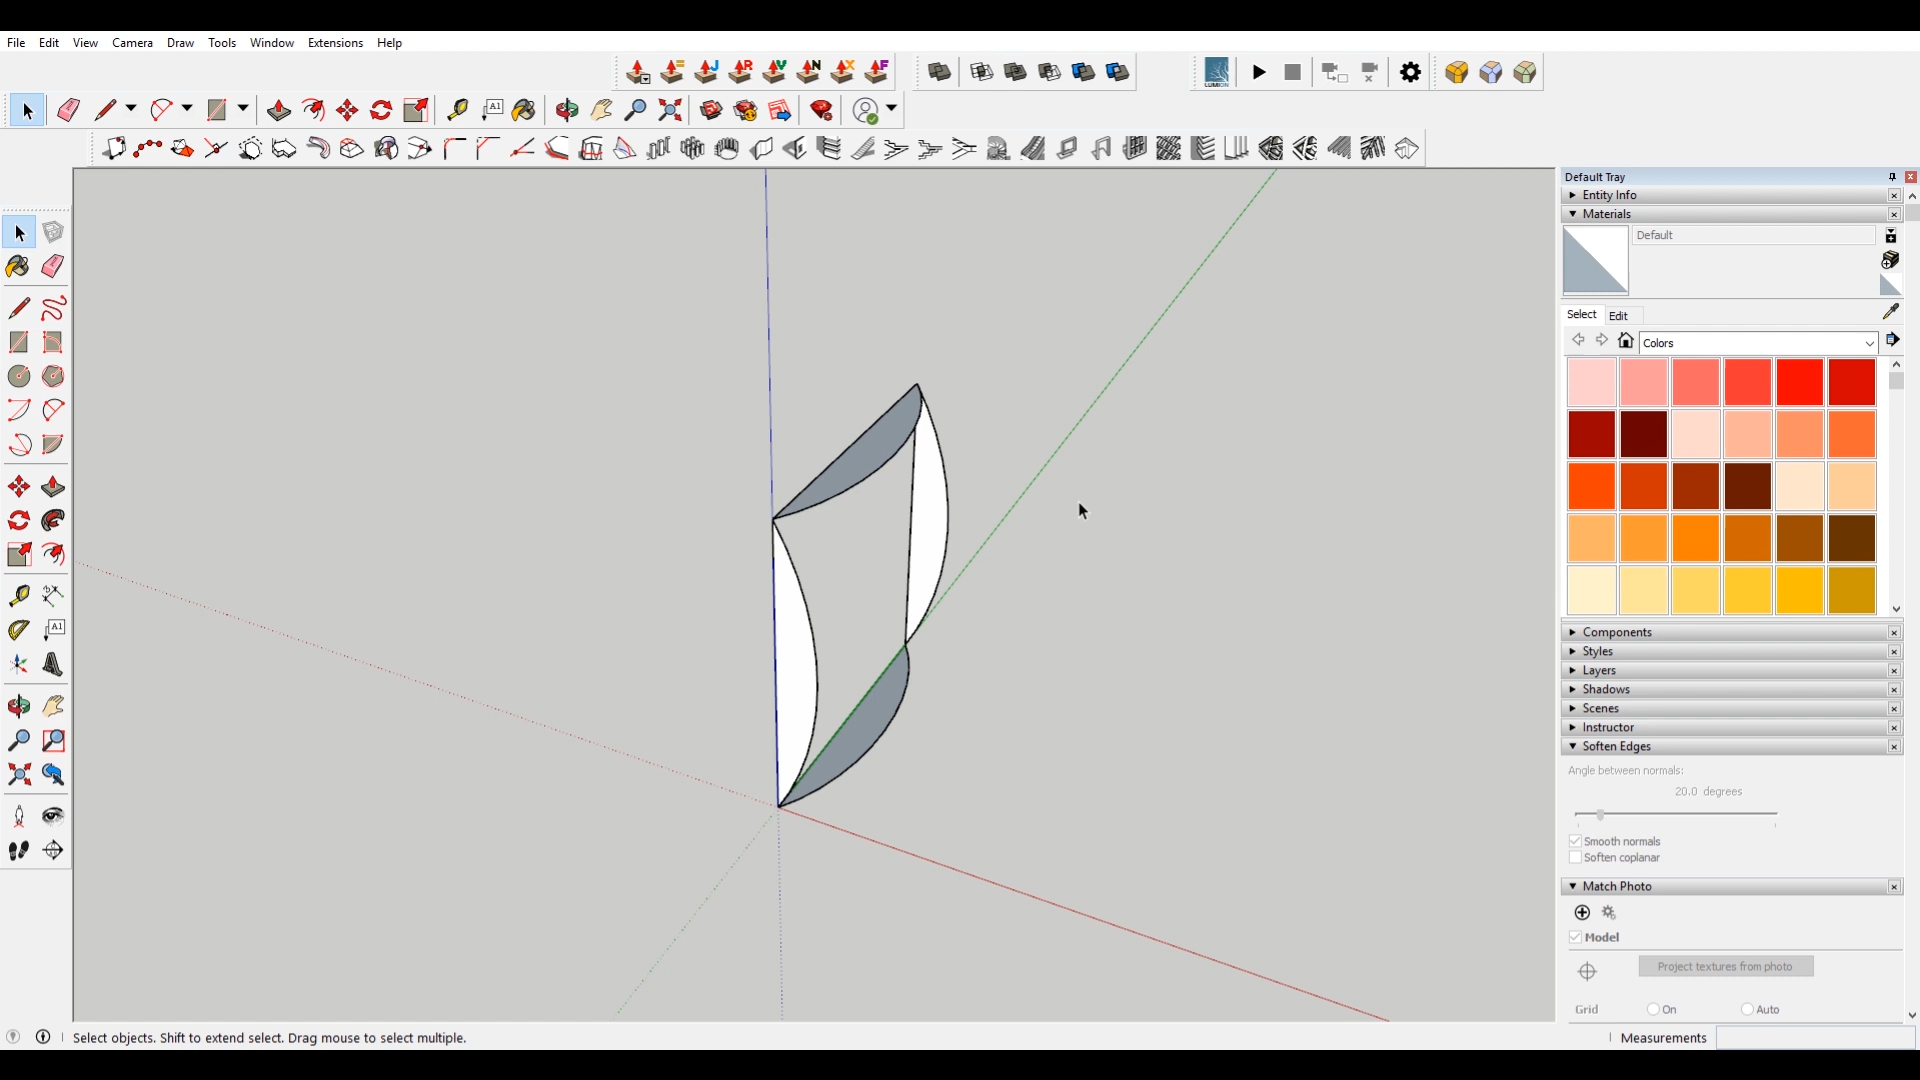 File Edit View Camera Draw Tools Window Extensions Help
J R V N X F
LUMION
A1
Default Tray
Entity Info
Materials
Default
Select Edit
Colors
A1
Components
Styles
Layers
Shadows
Scenes
Instructor
Soften Edges
Angle between normals:
20.0 degrees
Smooth normals
Soften coplanar
Match Photo
Model
Project textures from photo
Grid On Auto
Select objects. Shift to extend select. Drag mouse to select multiple.
Measurements